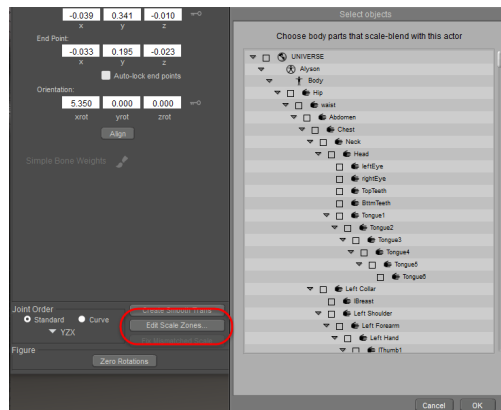 -0.039 0.341 -0.010
x y z
End Point:
-0.033 0.195 -0.023
x y z
Auto-lock end points
Orientation:
5.350 0.000 0.000
xrot yrot zrot
Align
Simple Bone Weights
Joint Order
Create Smooth Trans
Standard Curve
Edit Scale Zones...
YZX
Figure
Zero Rotations
Select objects
Choose body parts that scale-blend with this actor
UNIVERSE
Alyson
Body
Hip
waist
Abdomen
Chest
Neck
Head
leftEye
rightEye
TopTeeth
BttmTeeth
Tongue1
Tongue2
Tongue3
Tongue4
Tongue5
Tongue6
Left Collar
lBreast
Left Shoulder
Left Forearm
Left Hand
lThumb1
Cancel OK